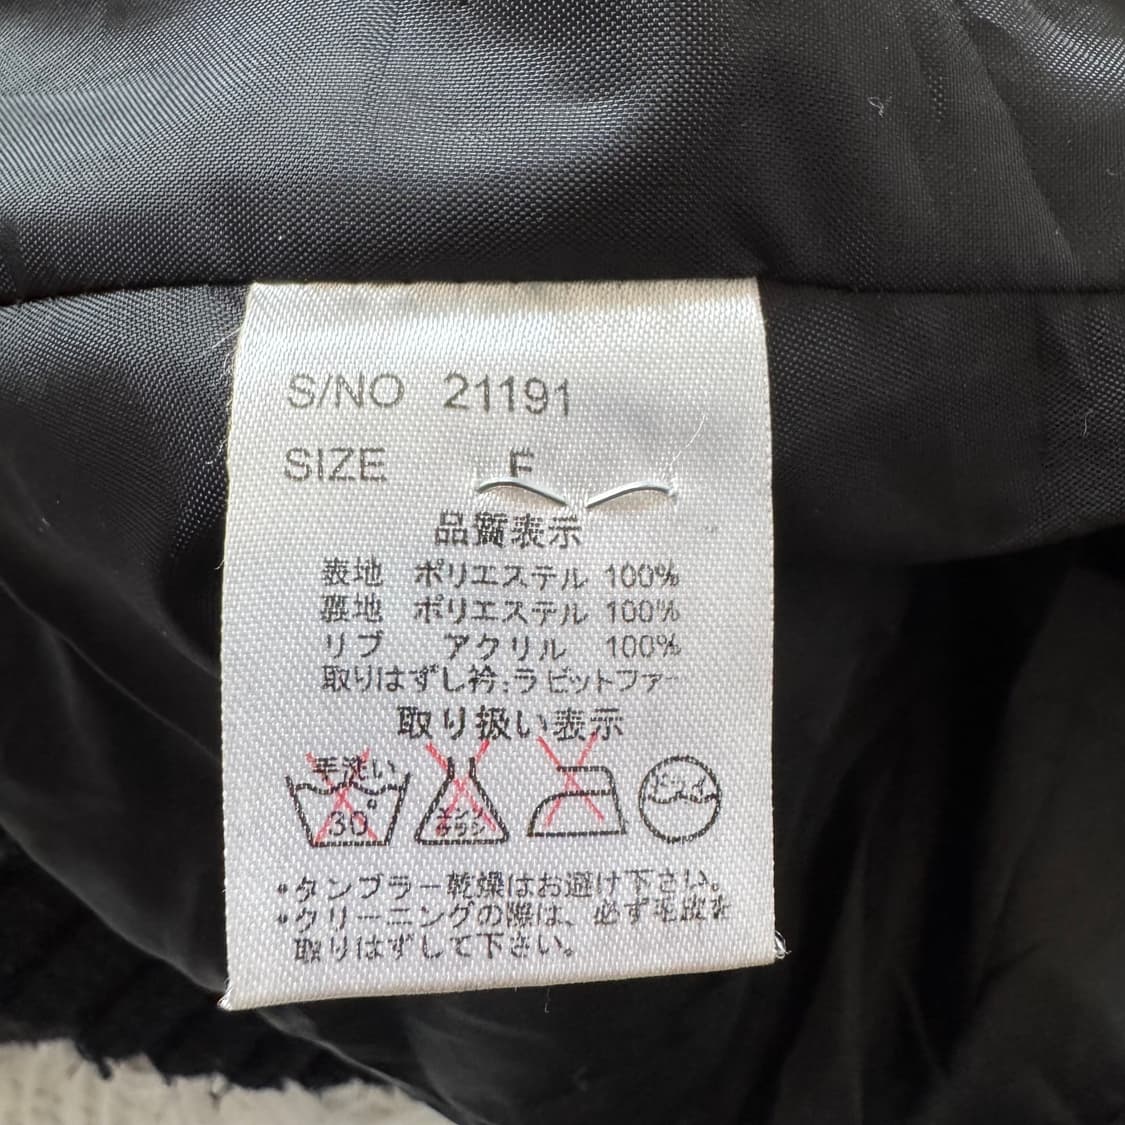 S/NO 21191
SIZE F
品質表示
表地 ポリエステル 100%
裏地 ポリエステル 100%
リブ アクリル 100%
取りはずし衿:ラビットファー
取り扱い表示
手洗い 30° エンソサラシ ドライ
・タンブラー乾燥はお避け下さい。
・クリーニングの際は、必ず毛皮を
取りはずして下さい。